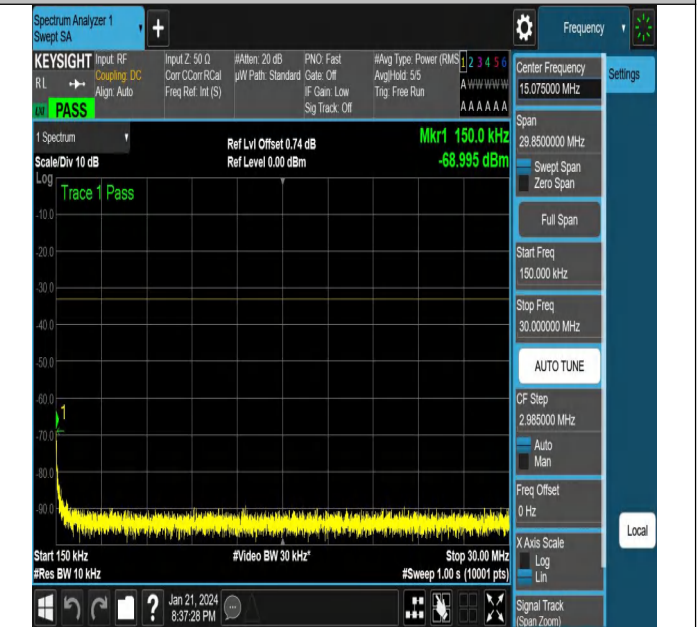 Spectrum Analyzer 1
Swept SA
+
Frequency
KEYSIGHT
RL
PASS
Input: RF
Coupling: DC
Align: Auto
Input Z: 50 Ω
Corr CCorr RCal
Freq Ref: Int (S)
#Atten: 20 dB
µW Path: Standard
PNO: Fast
Gate: Off
IF Gain: Low
Sig Track: Off
#Avg Type: Power (RMS
Avg|Hold: 5/5
Trig: Free Run
1 2 3 4 5 6
A W W W W W
A A A A A A
1 Spectrum
Scale/Div 10 dB
Ref Lvl Offset 0.74 dB
Ref Level 0.00 dBm
Mkr1 150.0 kHz
-68.995 dBm
Log
Trace 1 Pass
-10.0
-20.0
-30.0
-40.0
-50.0
-60.0
1
-70.0
-80.0
-90.0
Start 150 kHz
#Res BW 10 kHz
#Video BW 30 kHz*
Stop 30.00 MHz
#Sweep 1.00 s (10001 pts)
?
Jan 21, 2024
8:37:28 PM
Center Frequency
15.075000 MHz
Settings
Span
29.8500000 MHz
Swept Span
Zero Span
Full Span
Start Freq
150.000 kHz
Stop Freq
30.000000 MHz
AUTO TUNE
CF Step
2.985000 MHz
Auto
Man
Freq Offset
0 Hz
X Axis Scale
Log
Lin
Local
Signal Track
(Span Zoom)